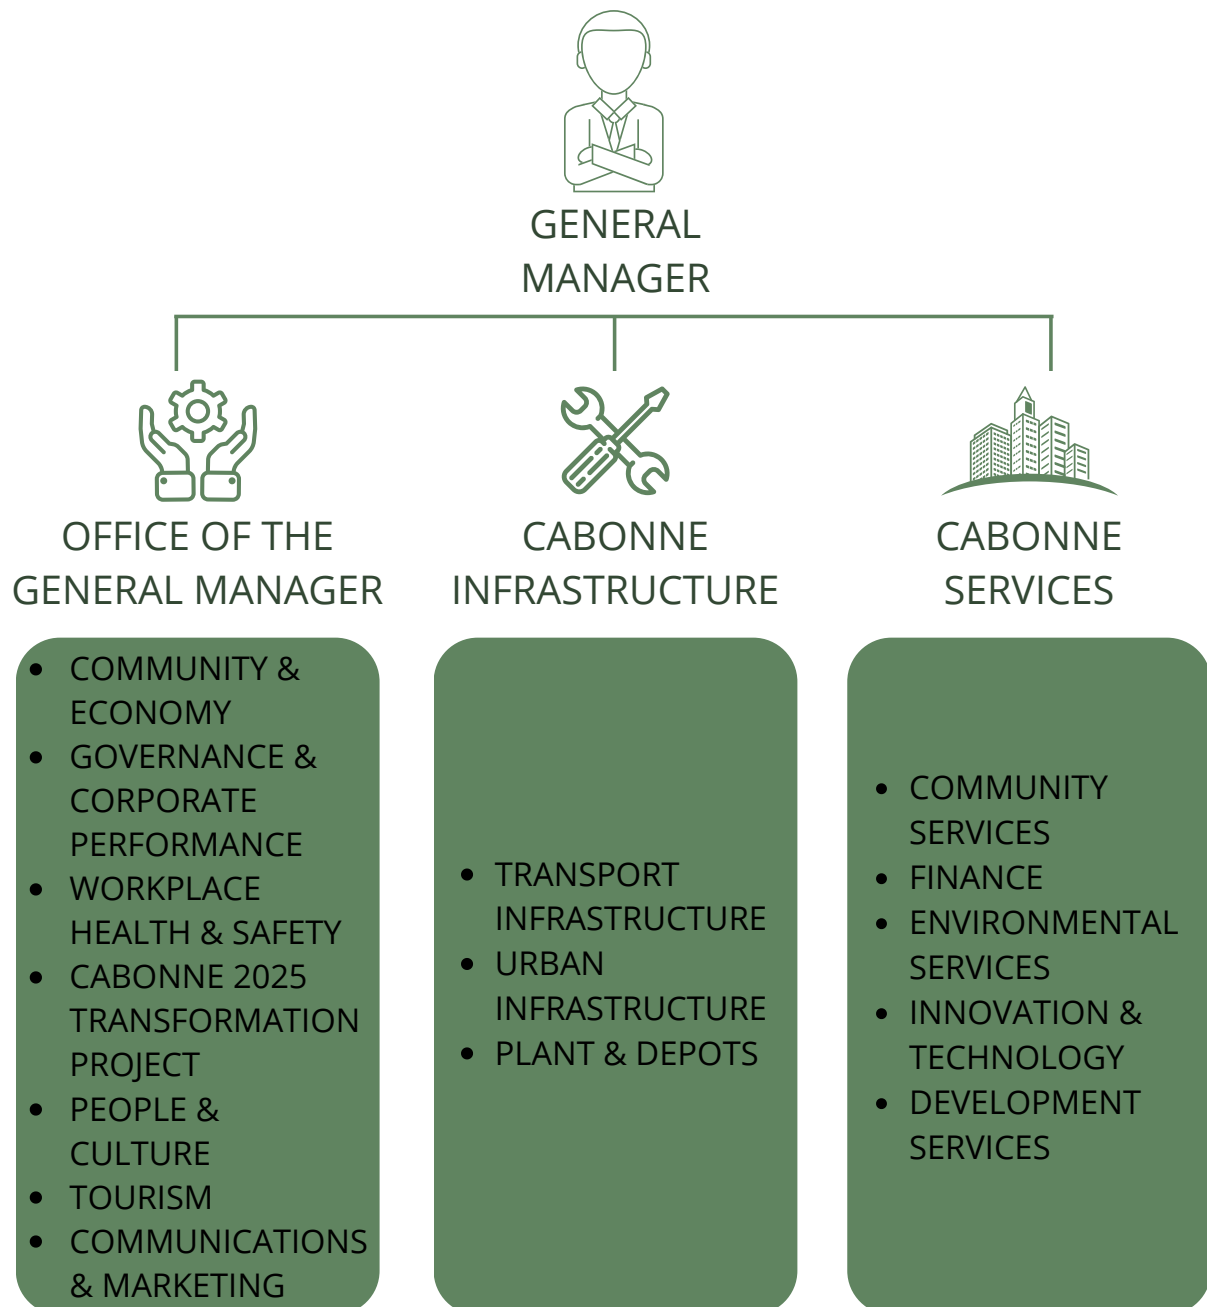 GENERAL
MANAGER
OFFICE OF THE
GENERAL MANAGER
• COMMUNITY &
ECONOMY
• GOVERNANCE &
CORPORATE
PERFORMANCE
• WORKPLACE
HEALTH & SAFETY
• CABONNE 2025
TRANSFORMATION
PROJECT
• PEOPLE &
CULTURE
• TOURISM
• COMMUNICATIONS
& MARKETING
CABONNE
INFRASTRUCTURE
• TRANSPORT
INFRASTRUCTURE
• URBAN
INFRASTRUCTURE
• PLANT & DEPOTS
CABONNE
SERVICES
• COMMUNITY
SERVICES
• FINANCE
• ENVIRONMENTAL
SERVICES
• INNOVATION &
TECHNOLOGY
• DEVELOPMENT
SERVICES